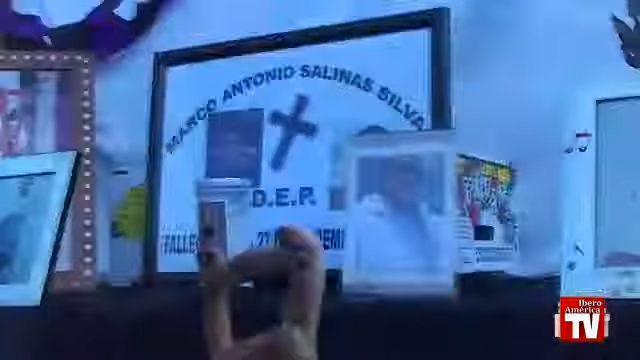 MARCO ANTONIO SALINAS SILVA
D.E.P.
Ibero
América
TV